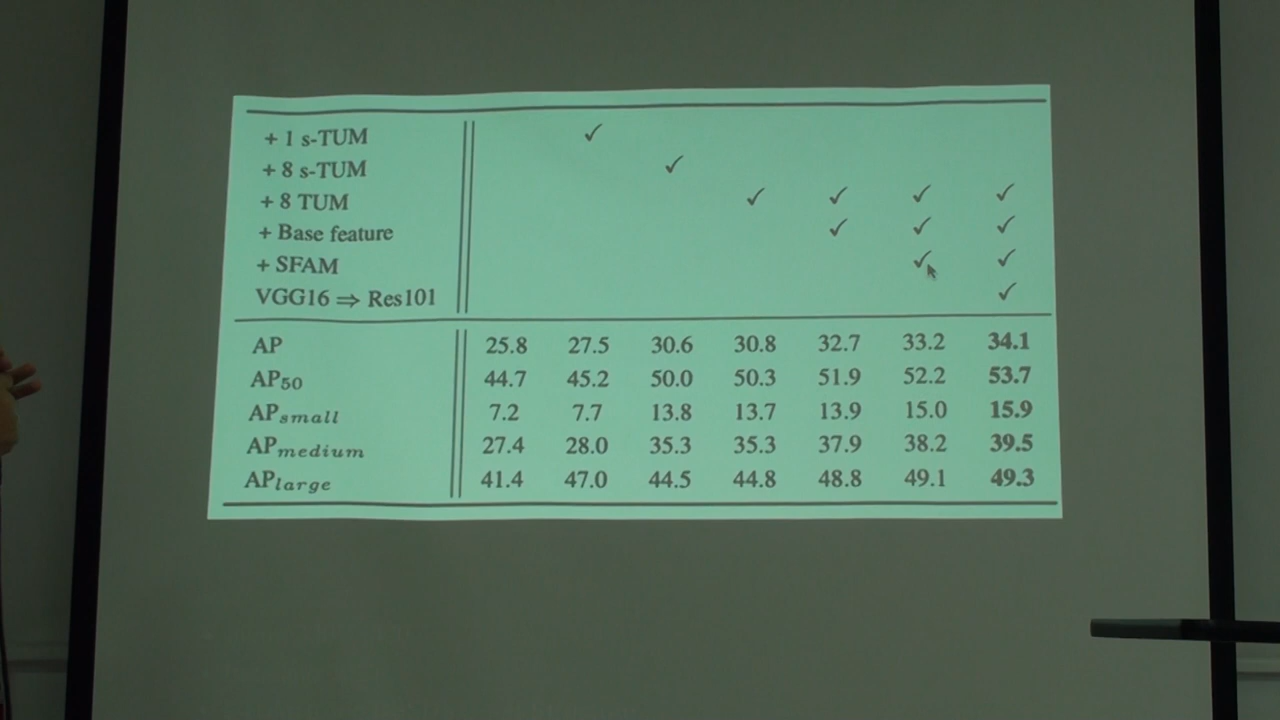 + 1 s-TUM ✓
+ 8 s-TUM ✓
+ 8 TUM ✓ ✓ ✓ ✓
+ Base feature ✓ ✓ ✓
+ SFAM ✓ ✓
VGG16 ⇒ Res101 ✓
AP 25.8 27.5 30.6 30.8 32.7 33.2 34.1
AP50 44.7 45.2 50.0 50.3 51.9 52.2 53.7
APsmall 7.2 7.7 13.8 13.7 13.9 15.0 15.9
APmedium 27.4 28.0 35.3 35.3 37.9 38.2 39.5
APlarge 41.4 47.0 44.5 44.8 48.8 49.1 49.3